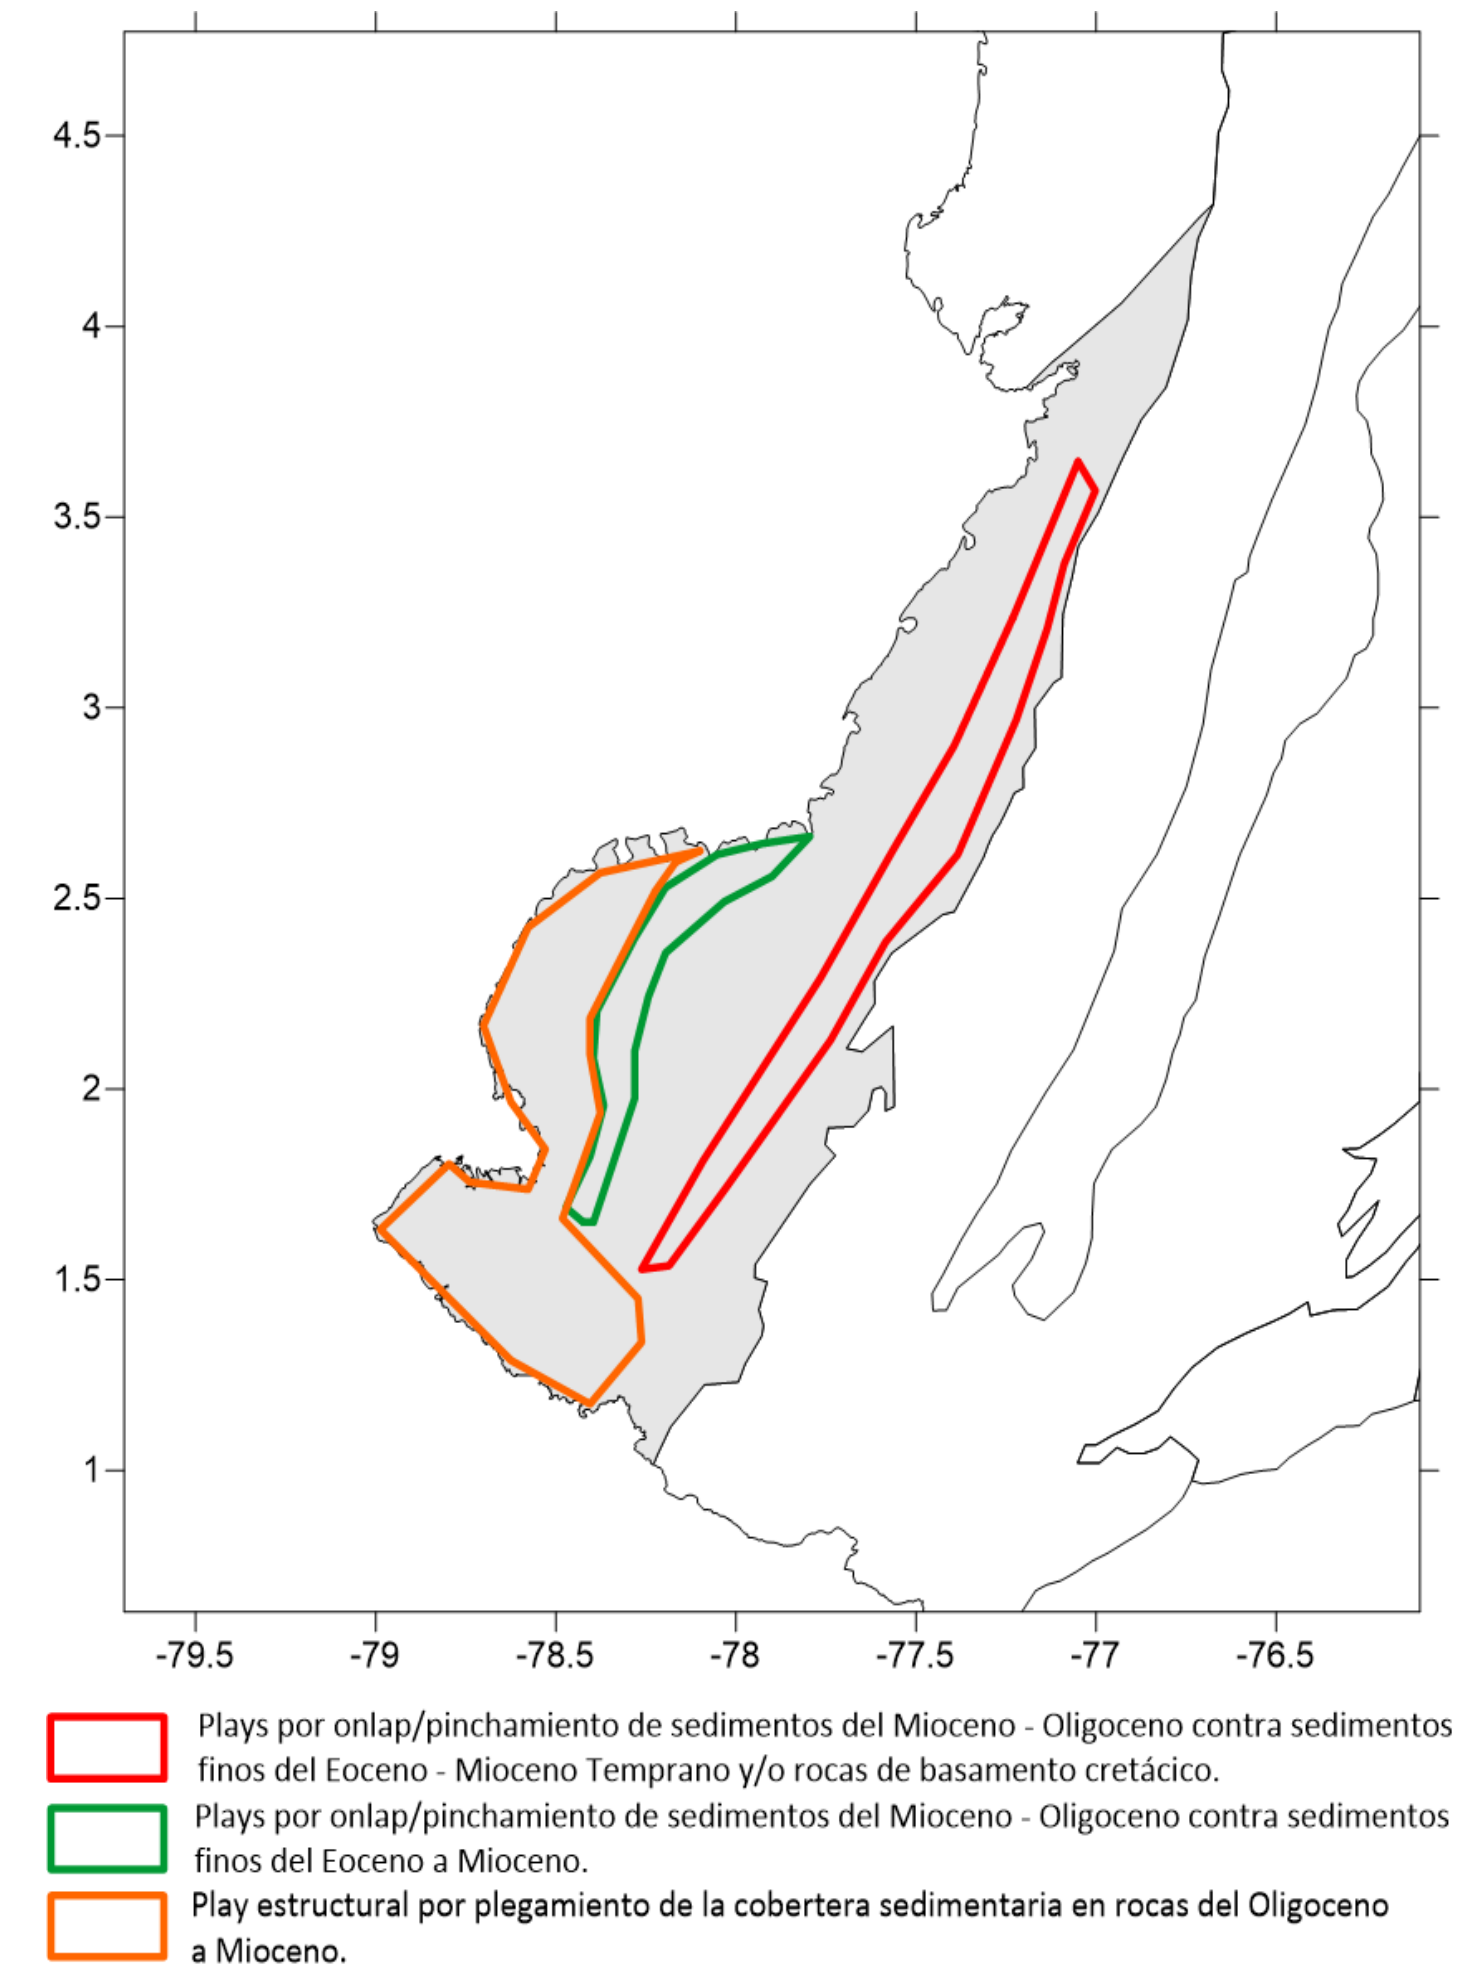 4.5
4
3.5
3
2.5
2
1.5
1
-79.5 -79 -78.5 -78 -77.5 -77 -76.5
Plays por onlap/pinchamiento de sedimentos del Mioceno - Oligoceno contra sedimentos
finos del Eoceno - Mioceno Temprano y/o rocas de basamento cretácico.
Plays por onlap/pinchamiento de sedimentos del Mioceno - Oligoceno contra sedimentos
finos del Eoceno a Mioceno.
Play estructural por plegamiento de la cobertera sedimentaria en rocas del Oligoceno
a Mioceno.